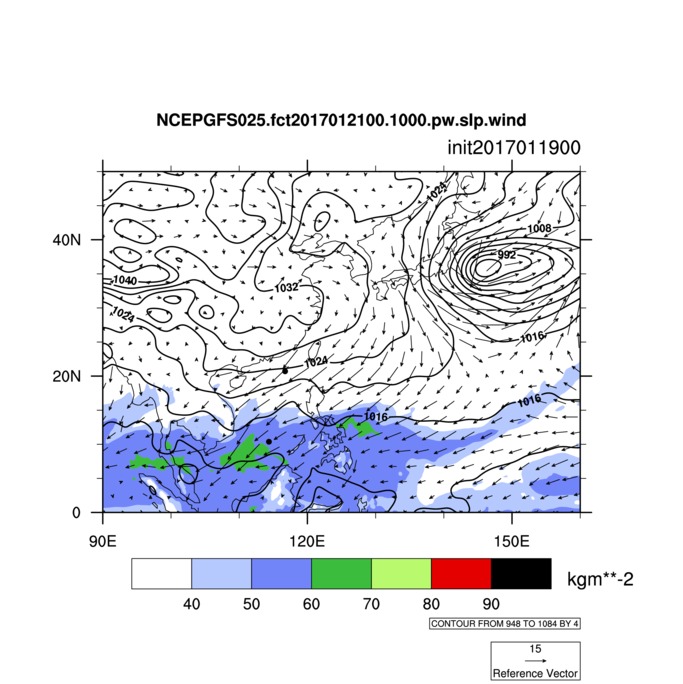 NCEPGFS025.fct2017012100.1000.pw.slp.wind
init2017011900
1024
1008
40N
992
1040
1032
1024
1016
1024
20N
1016
1016
0
90E 120E 150E
kgm**-2
40 50 60 70 80 90
CONTOUR FROM 948 TO 1084 BY 4
15
Reference Vector